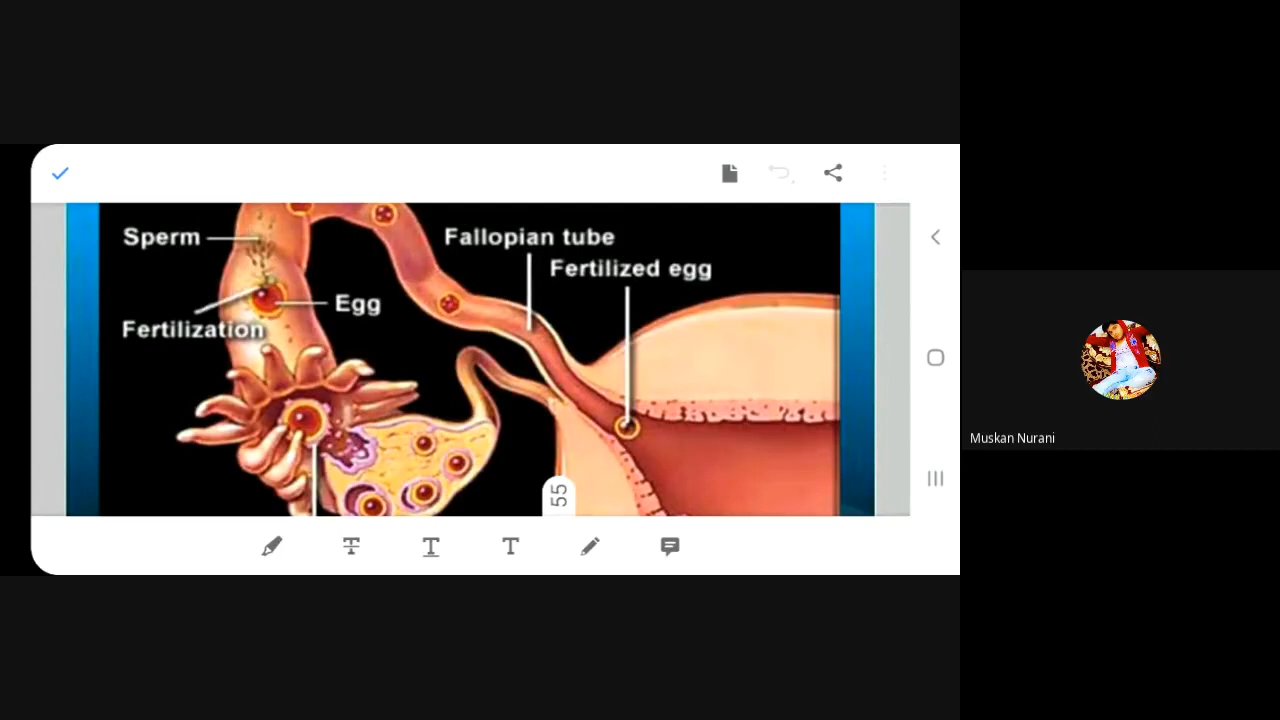 Sperm
Fallopian tube
Fertilized egg
Egg
Fertilization
55
Muskan Nurani